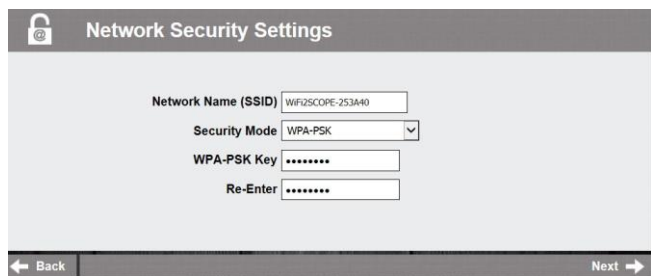 Network Security Settings
Network Name (SSID) WiFi2SCOPE-253A40
Security Mode WPA-PSK
WPA-PSK Key ••••••••
Re-Enter ••••••••
Back Next